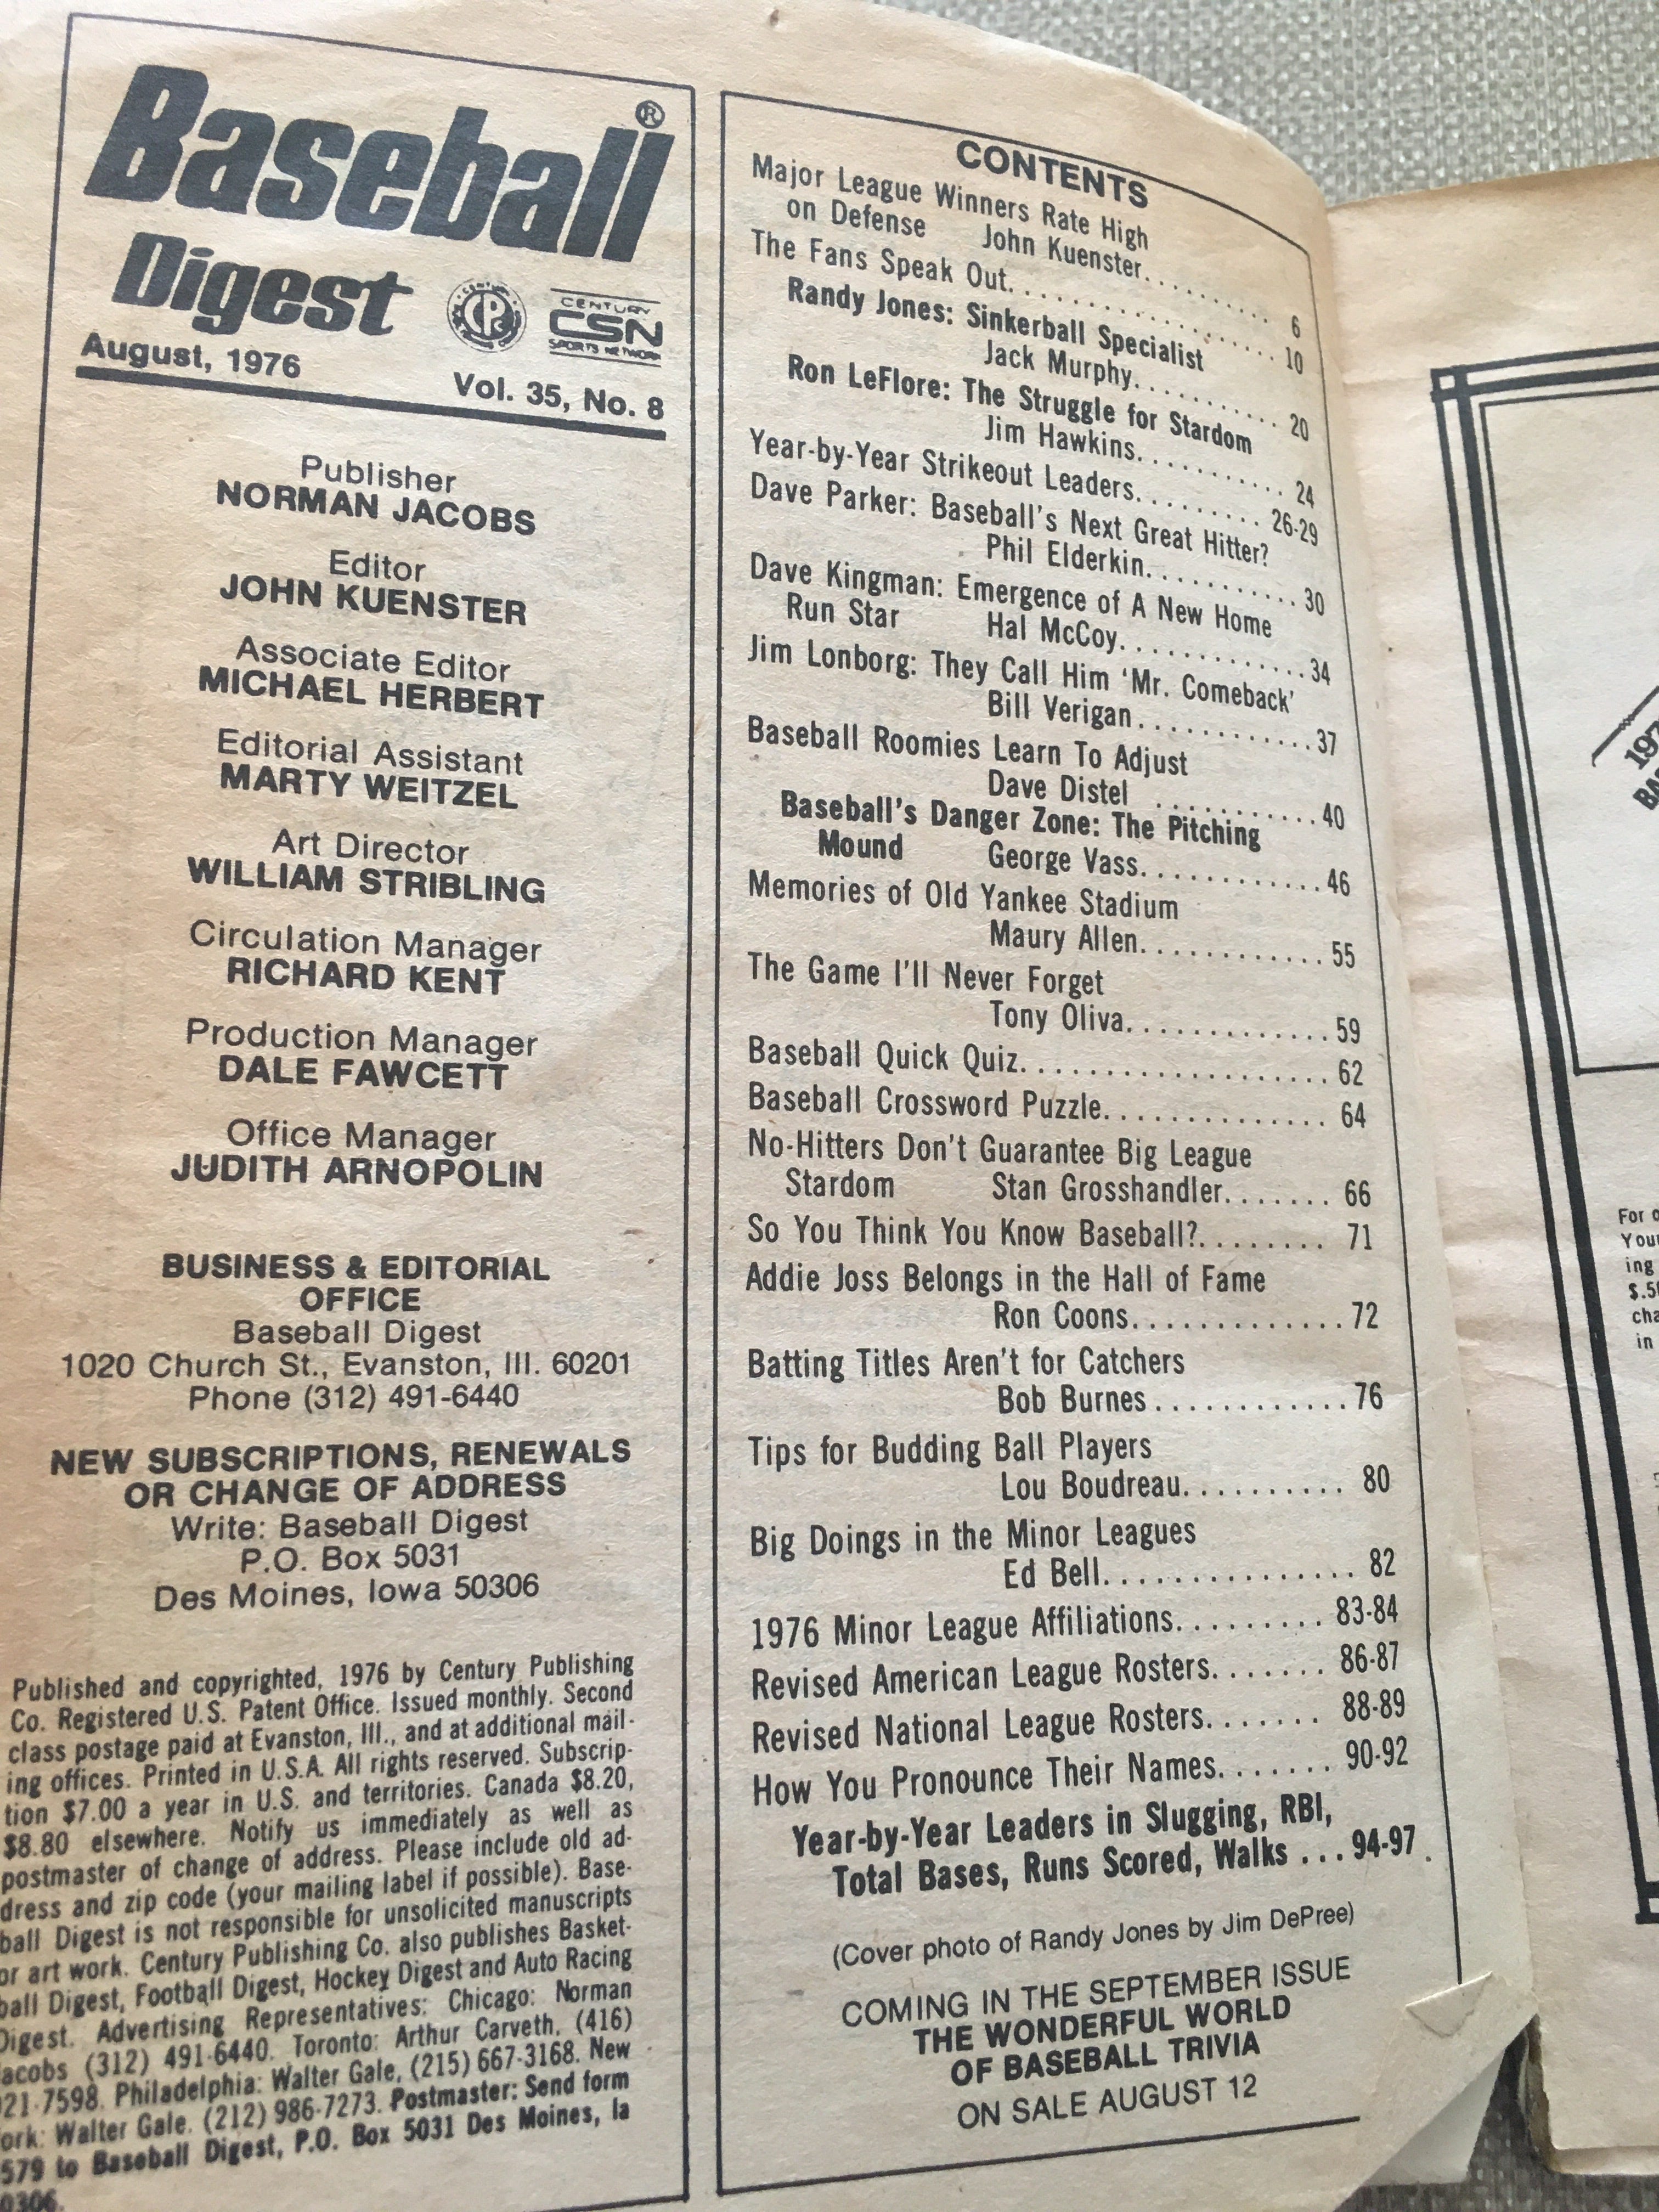 Baseball®
Digest
CENTURY
CSN
SPORTS NETWORK
August, 1976
Vol. 35, No. 8
Publisher
NORMAN JACOBS
Editor
JOHN KUENSTER
Associate Editor
MICHAEL HERBERT
Editorial Assistant
MARTY WEITZEL
Art Director
WILLIAM STRIBLING
Circulation Manager
RICHARD KENT
Production Manager
DALE FAWCETT
Office Manager
JUDITH ARNOPOLIN
BUSINESS & EDITORIAL
OFFICE
Baseball Digest
1020 Church St., Evanston, Ill. 60201
Phone (312) 491-6440
NEW SUBSCRIPTIONS, RENEWALS
OR CHANGE OF ADDRESS
Write: Baseball Digest
P.O. Box 5031
Des Moines, Iowa 50306
Published and copyrighted, 1976 by Century Publishing
Co. Registered U.S. Patent Office. Issued monthly. Second
class postage paid at Evanston, Ill., and at additional mail-
ing offices. Printed in U.S.A. All rights reserved. Subscrip-
tion $7.00 a year in U.S. and territories. Canada $8.20,
$8.80 elsewhere. Notify us immediately as well as
postmaster of change of address. Please include old ad-
dress and zip code (your mailing label if possible). Base-
ball Digest is not responsible for unsolicited manuscripts
or art work. Century Publishing Co. also publishes Basket-
ball Digest, Football Digest, Hockey Digest and Auto Racing
Digest. Advertising Representatives: Chicago: Norman
acobs (312) 491-6440. Toronto: Arthur Carveth, (416)
21-7598. Philadelphia: Walter Gale, (215) 667-3168. New
ork: Walter Gale. (212) 986-7273. Postmaster: Send form
579 to Baseball Digest, P.O. Box 5031 Des Moines, Ia
0306.
CONTENTS
Major League Winners Rate High
on Defense John Kuenster.......... 6
The Fans Speak Out.................. 10
Randy Jones: Sinkerball Specialist
Jack Murphy........... 20
Ron LeFlore: The Struggle for Stardom
Jim Hawkins........... 24
Year-by-Year Strikeout Leaders......... 26-29
Dave Parker: Baseball's Next Great Hitter?
Phil Elderkin........... 30
Dave Kingman: Emergence of A New Home
Run Star Hal McCoy............. 34
Jim Lonborg: They Call Him 'Mr. Comeback'
Bill Verigan............ 37
Baseball Roomies Learn To Adjust
Dave Distel ............ 40
Baseball's Danger Zone: The Pitching
Mound George Vass............ 46
Memories of Old Yankee Stadium
Maury Allen............ 55
The Game I'll Never Forget
Tony Oliva............. 59
Baseball Quick Quiz................... 62
Baseball Crossword Puzzle.............. 64
No-Hitters Don't Guarantee Big League
Stardom Stan Grosshandler....... 66
So You Think You Know Baseball?........ 71
Addie Joss Belongs in the Hall of Fame
Ron Coons............. 72
Batting Titles Aren't for Catchers
Bob Burnes............ 76
Tips for Budding Ball Players
Lou Boudreau.......... 80
Big Doings in the Minor Leagues
Ed Bell............... 82
1976 Minor League Affiliations......... 83-84
Revised American League Rosters....... 86-87
Revised National League Rosters....... 88-89
How You Pronounce Their Names....... 90-92
Year-by-Year Leaders in Slugging, RBI,
Total Bases, Runs Scored, Walks ... 94-97
(Cover photo of Randy Jones by Jim DePree)
COMING IN THE SEPTEMBER ISSUE
THE WONDERFUL WORLD
OF BASEBALL TRIVIA
ON SALE AUGUST 12
197
BA
For o
You
ing
$.50
cha
in